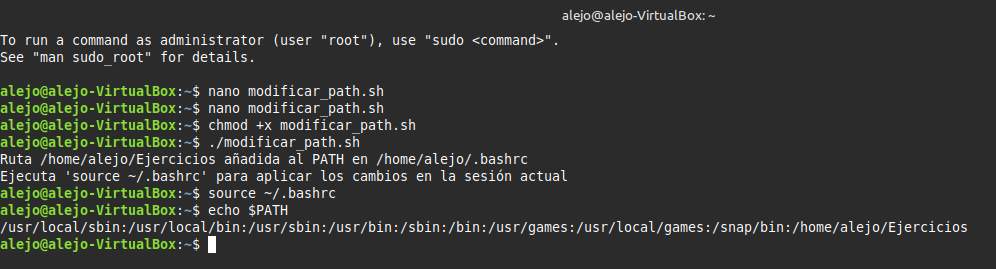 alejo@alejo-VirtualBox: ~
To run a command as administrator (user "root"), use "sudo <command>".
See "man sudo_root" for details.
alejo@alejo-VirtualBox:~$ nano modificar_path.sh
alejo@alejo-VirtualBox:~$ nano modificar_path.sh
alejo@alejo-VirtualBox:~$ chmod +x modificar_path.sh
alejo@alejo-VirtualBox:~$ ./modificar_path.sh
Ruta /home/alejo/Ejercicios añadida al PATH en /home/alejo/.bashrc
Ejecuta 'source ~/.bashrc' para aplicar los cambios en la sesión actual
alejo@alejo-VirtualBox:~$ source ~/.bashrc
alejo@alejo-VirtualBox:~$ echo $PATH
/usr/local/sbin:/usr/local/bin:/usr/sbin:/usr/bin:/sbin:/bin:/usr/games:/usr/local/games:/snap/bin:/home/alejo/Ejercicios
alejo@alejo-VirtualBox:~$